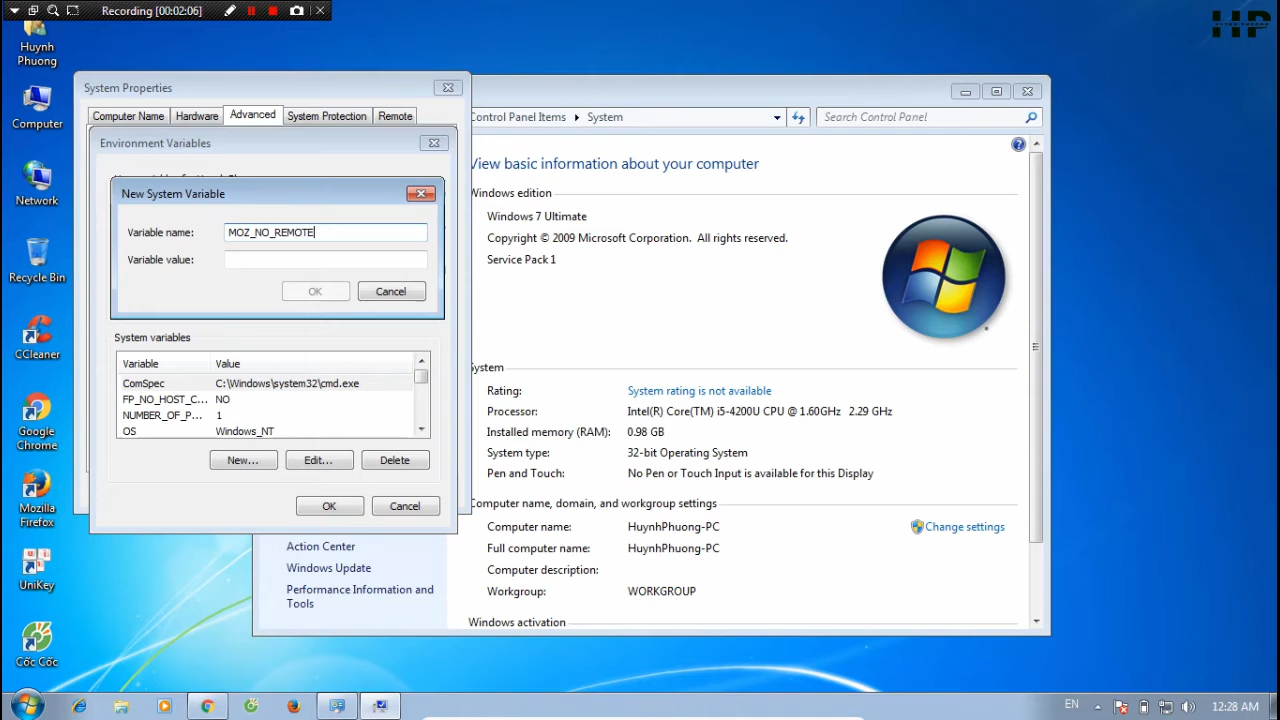 Recording [00:02:06]
HP
Huynh
Phuong
Computer
Network
Recycle Bin
CCleaner
Google
Chrome
Mozilla
Firefox
UniKey
Cốc Cốc
System Properties
Computer Name
Hardware
Advanced
System Protection
Remote
Environment Variables
New System Variable
Variable name:
MOZ_NO_REMOTE
Variable value:
OK
Cancel
System variables
Variable
Value
ComSpec
C:\Windows\system32\cmd.exe
FP_NO_HOST_C...
NO
NUMBER_OF_P...
1
OS
Windows_NT
New...
Edit...
Delete
OK
Cancel
Control Panel Items
System
Search Control Panel
View basic information about your computer
Windows edition
Windows 7 Ultimate
Copyright © 2009 Microsoft Corporation. All rights reserved.
Service Pack 1
System
Rating:
System rating is not available
Processor:
Intel(R) Core(TM) i5-4200U CPU @ 1.60GHz 2.29 GHz
Installed memory (RAM):
0.98 GB
System type:
32-bit Operating System
Pen and Touch:
No Pen or Touch Input is available for this Display
Computer name, domain, and workgroup settings
Computer name:
HuynhPhuong-PC
Change settings
Full computer name:
HuynhPhuong-PC
Computer description:
Workgroup:
WORKGROUP
Windows activation
Action Center
Windows Update
Performance Information and
Tools
EN
12:28 AM